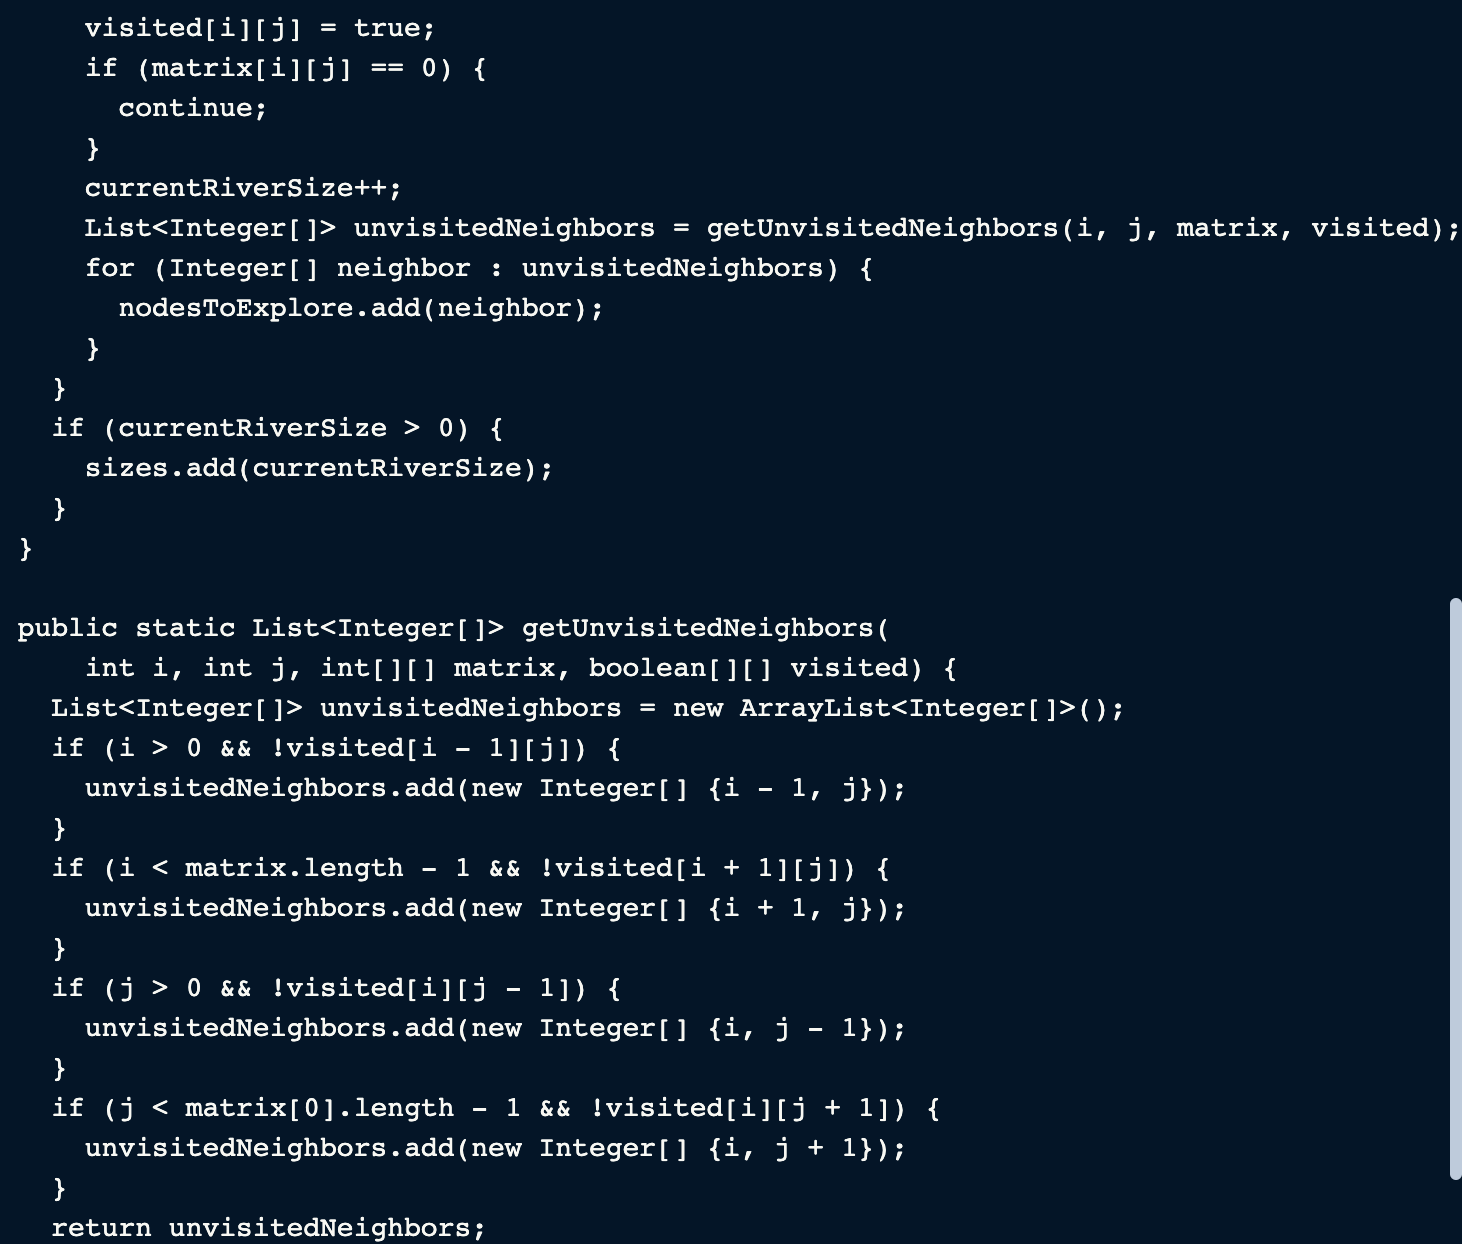 visited[i][j] = true;
if (matrix[i][j] == 0) {
continue;
}
currentRiverSize++;
List<Integer[]> unvisitedNeighbors = getUnvisitedNeighbors(i, j, matrix, visited);
for (Integer[] neighbor : unvisitedNeighbors) {
nodesToExplore.add(neighbor);
}
}
if (currentRiverSize > 0) {
sizes.add(currentRiverSize);
}
}
public static List<Integer[]> getUnvisitedNeighbors(
int i, int j, int[][] matrix, boolean[][] visited) {
List<Integer[]> unvisitedNeighbors = new ArrayList<Integer[]>();
if (i > 0 && !visited[i - 1][j]) {
unvisitedNeighbors.add(new Integer[] {i - 1, j});
}
if (i < matrix.length - 1 && !visited[i + 1][j]) {
unvisitedNeighbors.add(new Integer[] {i + 1, j});
}
if (j > 0 && !visited[i][j - 1]) {
unvisitedNeighbors.add(new Integer[] {i, j - 1});
}
if (j < matrix[0].length - 1 && !visited[i][j + 1]) {
unvisitedNeighbors.add(new Integer[] {i, j + 1});
}
return unvisitedNeighbors;